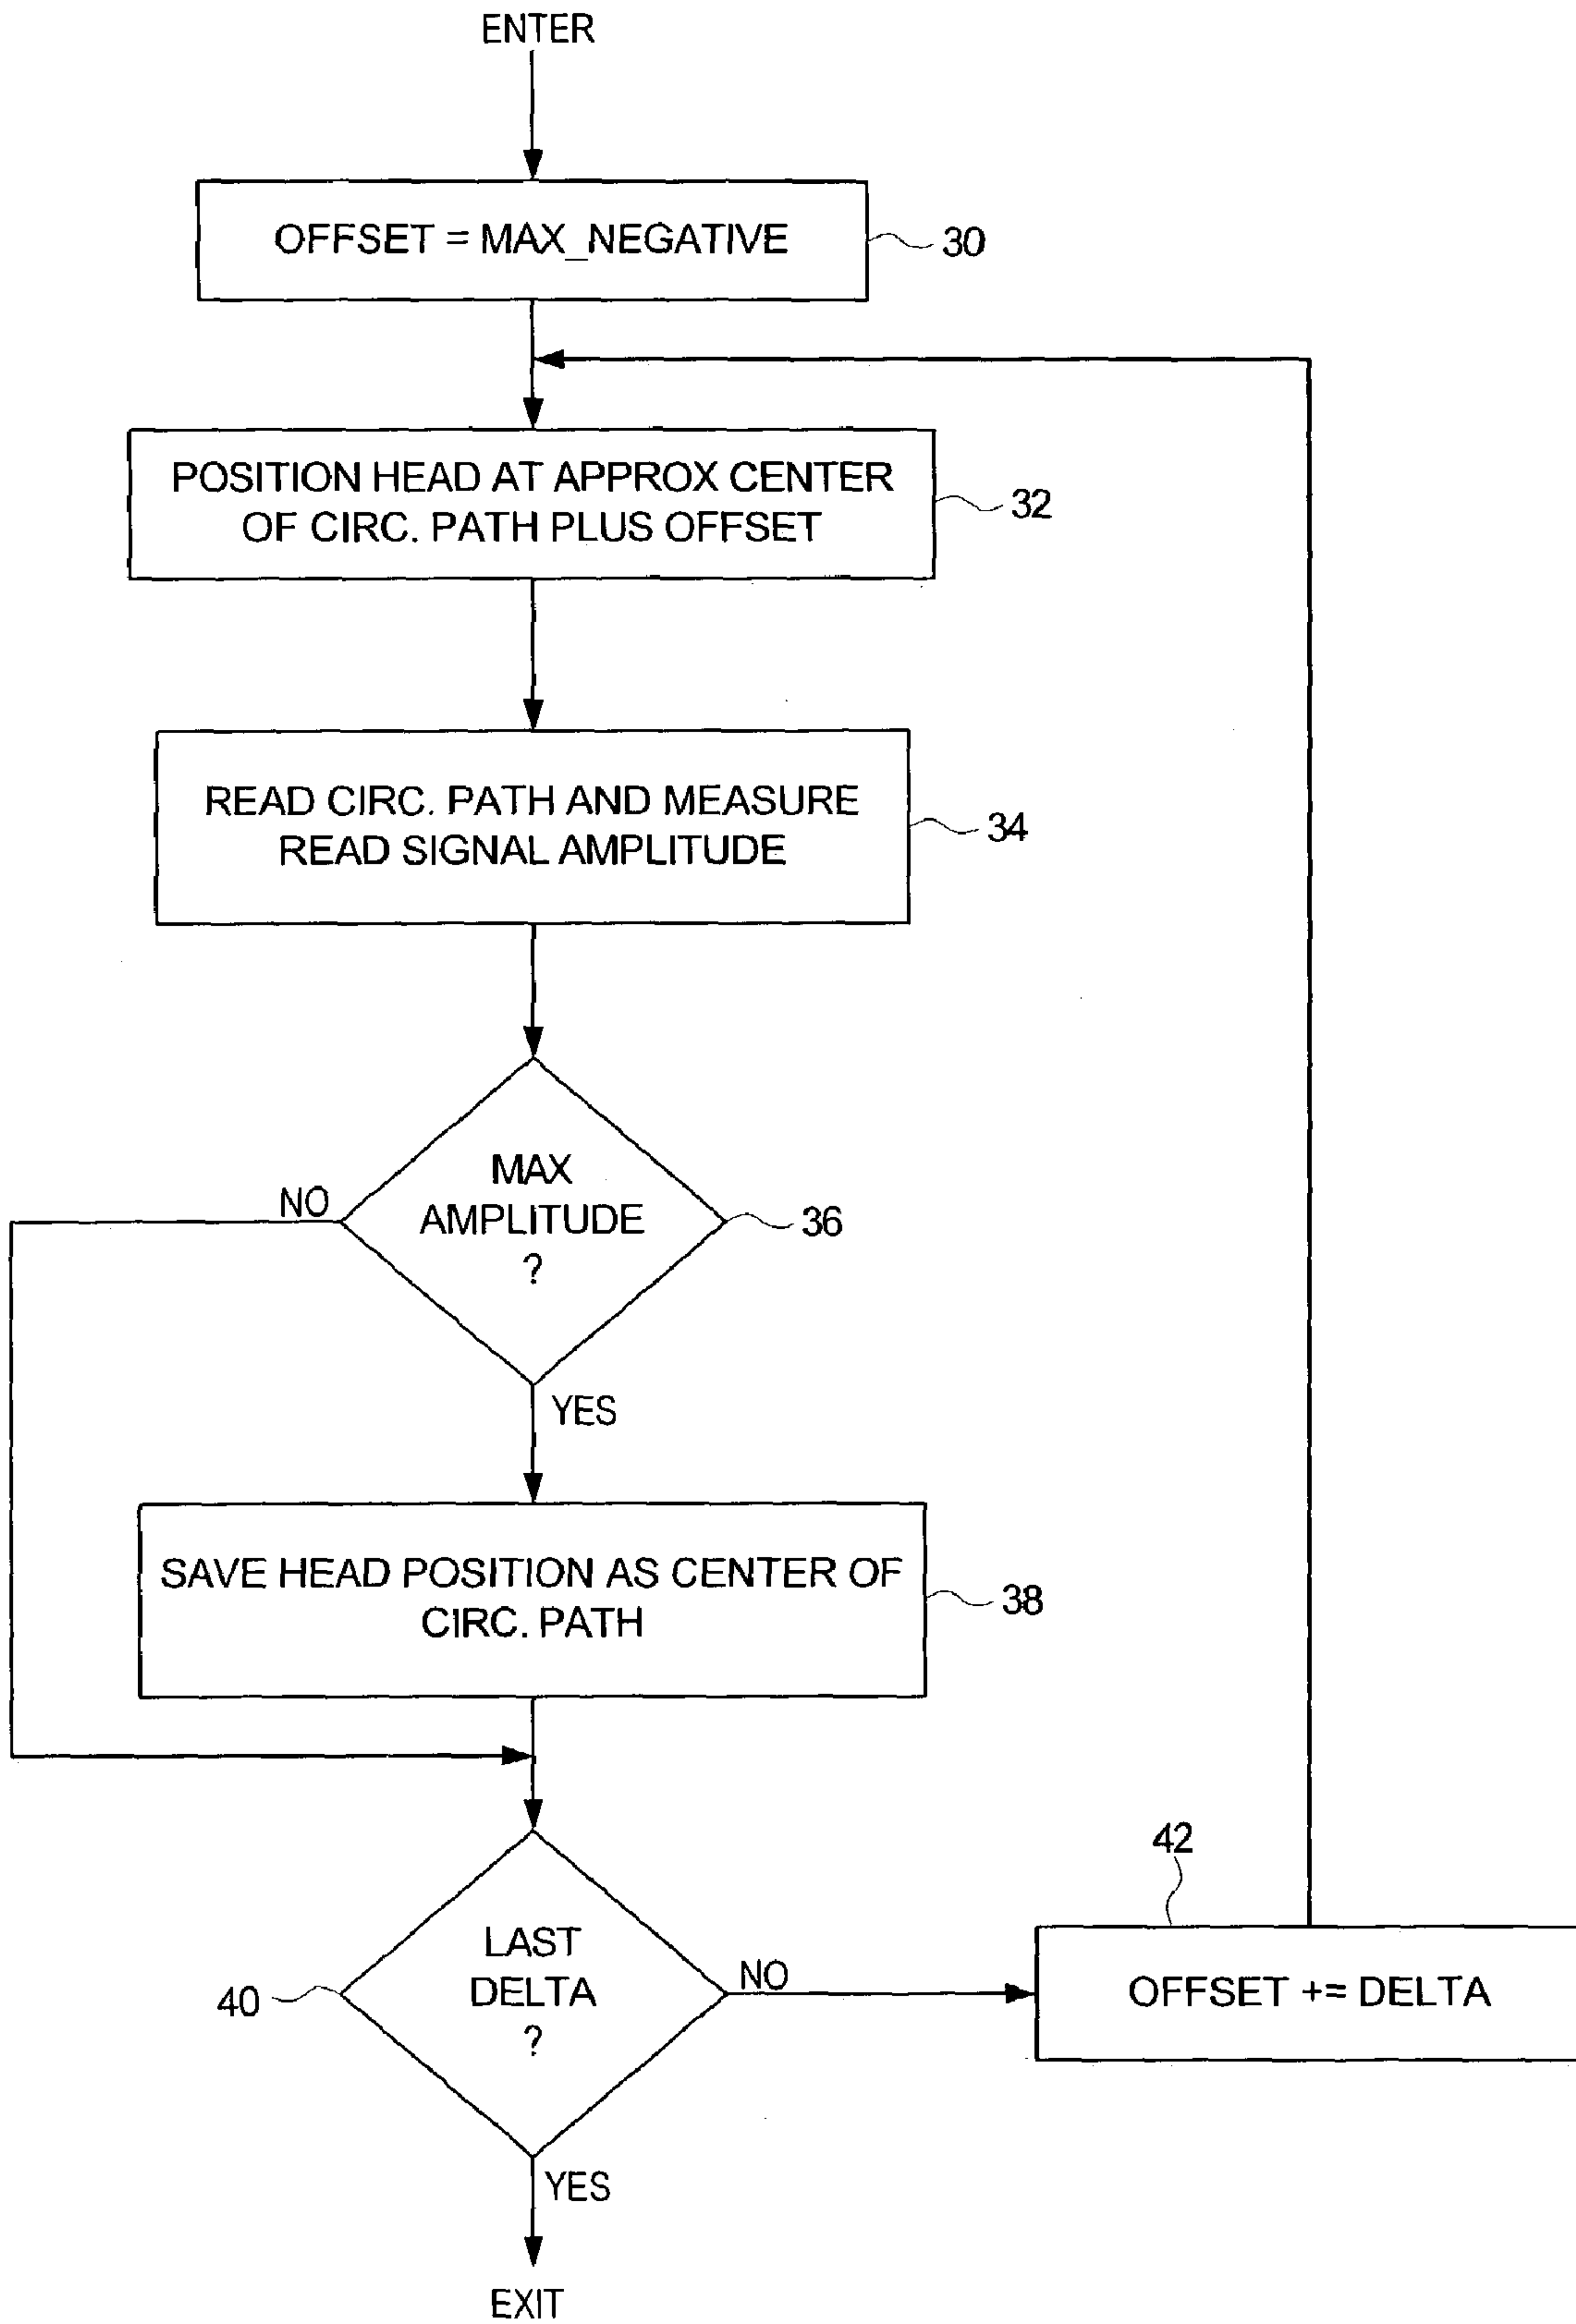 ENTER
OFFSET = MAX_NEGATIVE
30
POSITION HEAD AT APPROX CENTER
OF CIRC. PATH PLUS OFFSET
32
READ CIRC. PATH AND MEASURE
READ SIGNAL AMPLITUDE
34
MAX
AMPLITUDE
?
NO
36
YES
SAVE HEAD POSITION AS CENTER OF
CIRC. PATH
38
LAST
DELTA
?
40
NO
42
OFFSET += DELTA
YES
EXIT